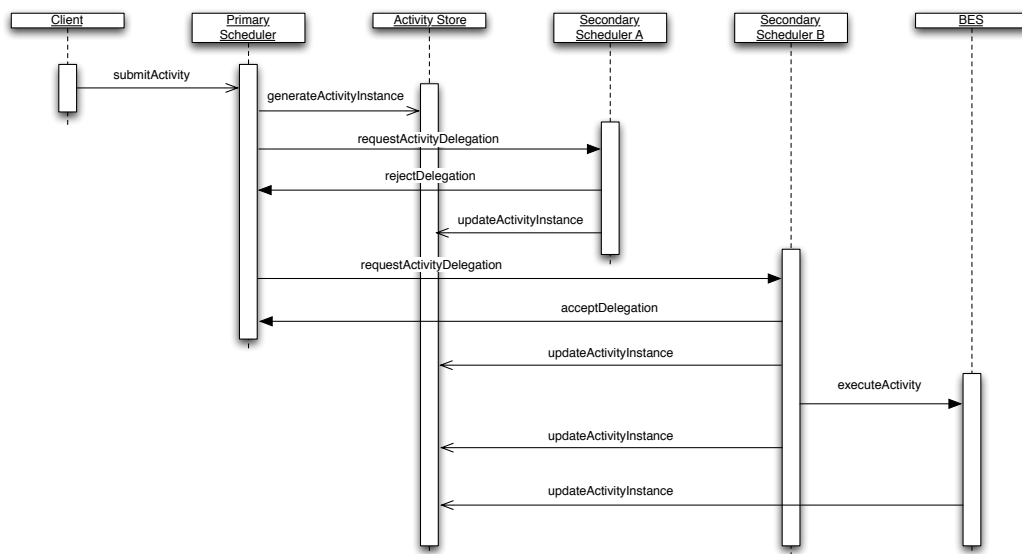 Client
Primary
Scheduler
Activity Store
Secondary
Scheduler A
Secondary
Scheduler B
BES
submitActivity
generateActivityInstance
requestActivityDelegation
rejectDelegation
updateActivityInstance
requestActivityDelegation
acceptDelegation
updateActivityInstance
executeActivity
updateActivityInstance
updateActivityInstance